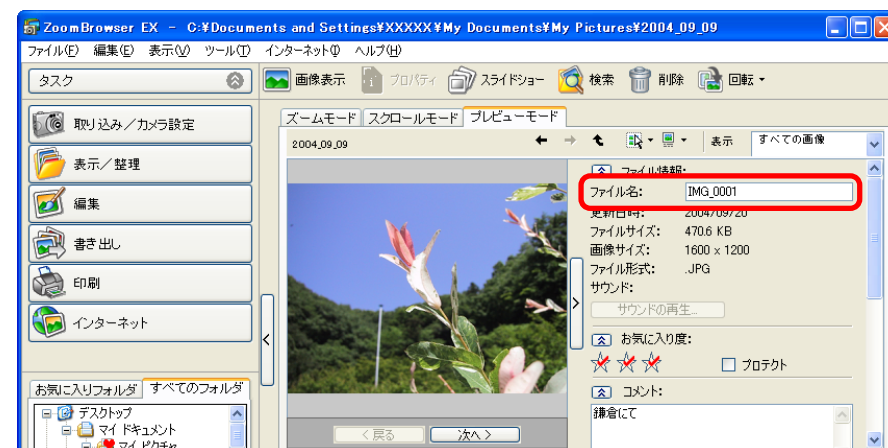 ZoomBrowser EX - C:¥Documents and Settings¥XXXXX¥My Documents¥My Pictures¥2004_09_09
ファイル(F) 編集(E) 表示(V) ツール(T) インターネット(I) ヘルプ(H)
タスク
画像表示 プロパティ スライドショー 検索 削除 回転
取り込み／カメラ設定
表示／整理
編集
書き出し
印刷
インターネット
お気に入りフォルダ すべてのフォルダ
デスクトップ
マイ ドキュメント
マイ ピクチャ
ズームモード スクロールモード プレビューモード
2004_09_09 表示 すべての画像
ファイル情報:
ファイル名: IMG_0001
更新日時: 2004/09/20
ファイルサイズ: 470.6 KB
画像サイズ: 1600 x 1200
ファイル形式: .JPG
サウンド:
サウンドの再生...
お気に入り度:
プロテクト
コメント:
鎌倉にて
< 戻る 次へ >